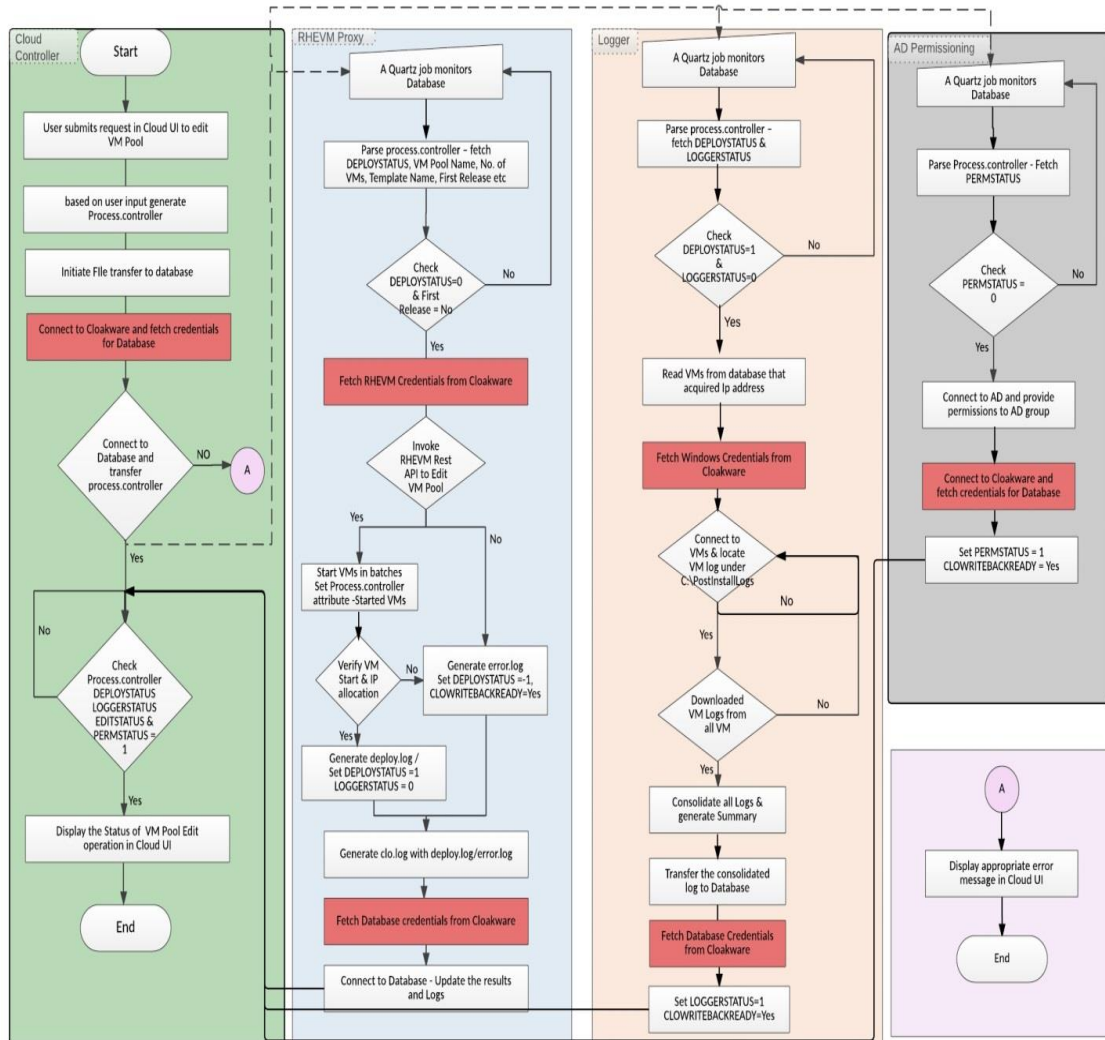 Cloud
Controller
Start
User submits request in Cloud UI to edit
VM Pool
based on user input generate
Process.controller
Initiate FIle transfer to database
Connect to Cloakware and fetch credentials
for Database
Connect to
Database and
transfer
process.controller
NO
A
Yes
No
Check
Process.controller
DEPLOYSTATUS
LOGGERSTATUS
EDITSTATUS &
PERMSTATUS =
1
Yes
Display the Status of VM Pool Edit
operation in Cloud UI
End
RHEVM Proxy
A Quartz job monitors
Database
Parse process.controller – fetch
DEPLOYSTATUS, VM Pool Name, No. of
VMs, Template Name, First Release etc
Check
DEPLOYSTATUS=0
& First
Release = No
No
Yes
Fetch RHEVM Credentials from Cloakware
Invoke
RHEVM Rest
API to Edit
VM Pool
Yes
No
Start VMs in batches
Set Process.controller
attribute -Started VMs
Verify VM
Start & IP
allocation
No
Generate error.log
Set DEPLOYSTATUS =-1,
CLOWRITEBACKREADY=Yes
Yes
Generate deploy.log /
Set DEPLOYSTATUS =1
LOGGERSTATUS = 0
Generate clo.log with deploy.log/error.log
Fetch Database credentials from Cloakware
Connect to Database - Update the results
and Logs
Logger
A Quartz job monitors
Database
Parse process.controller –
fetch DEPLOYSTATUS &
LOGGERSTATUS
Check
DEPLOYSTATUS=1
&
LOGGERSTATUS=0
No
Yes
Read VMs from database that
acquired Ip address
Fetch Windows Credentials from
Cloakware
Connect to
VMs & locate
VM log under
C:\PostInstallLogs
No
Yes
Downloaded
VM Logs from
all VM
No
Yes
Consolidate all Logs &
generate Summary
Transfer the consolidated
log to Database
Fetch Database Credentials
from Cloakware
Set LOGGERSTATUS=1
CLOWRITEBACKREADY=Yes
AD Permissioning
A Quartz job monitors
Database
Parse Process.controller - Fetch
PERMSTATUS
Check
PERMSTATUS =
0
No
Yes
Connect to AD and provide
permissions to AD group
Connect to Cloakware and
fetch credentials for Database
Set PERMSTATUS = 1
CLOWRITEBACKREADY = Yes
A
Display appropriate error
message in Cloud UI
End